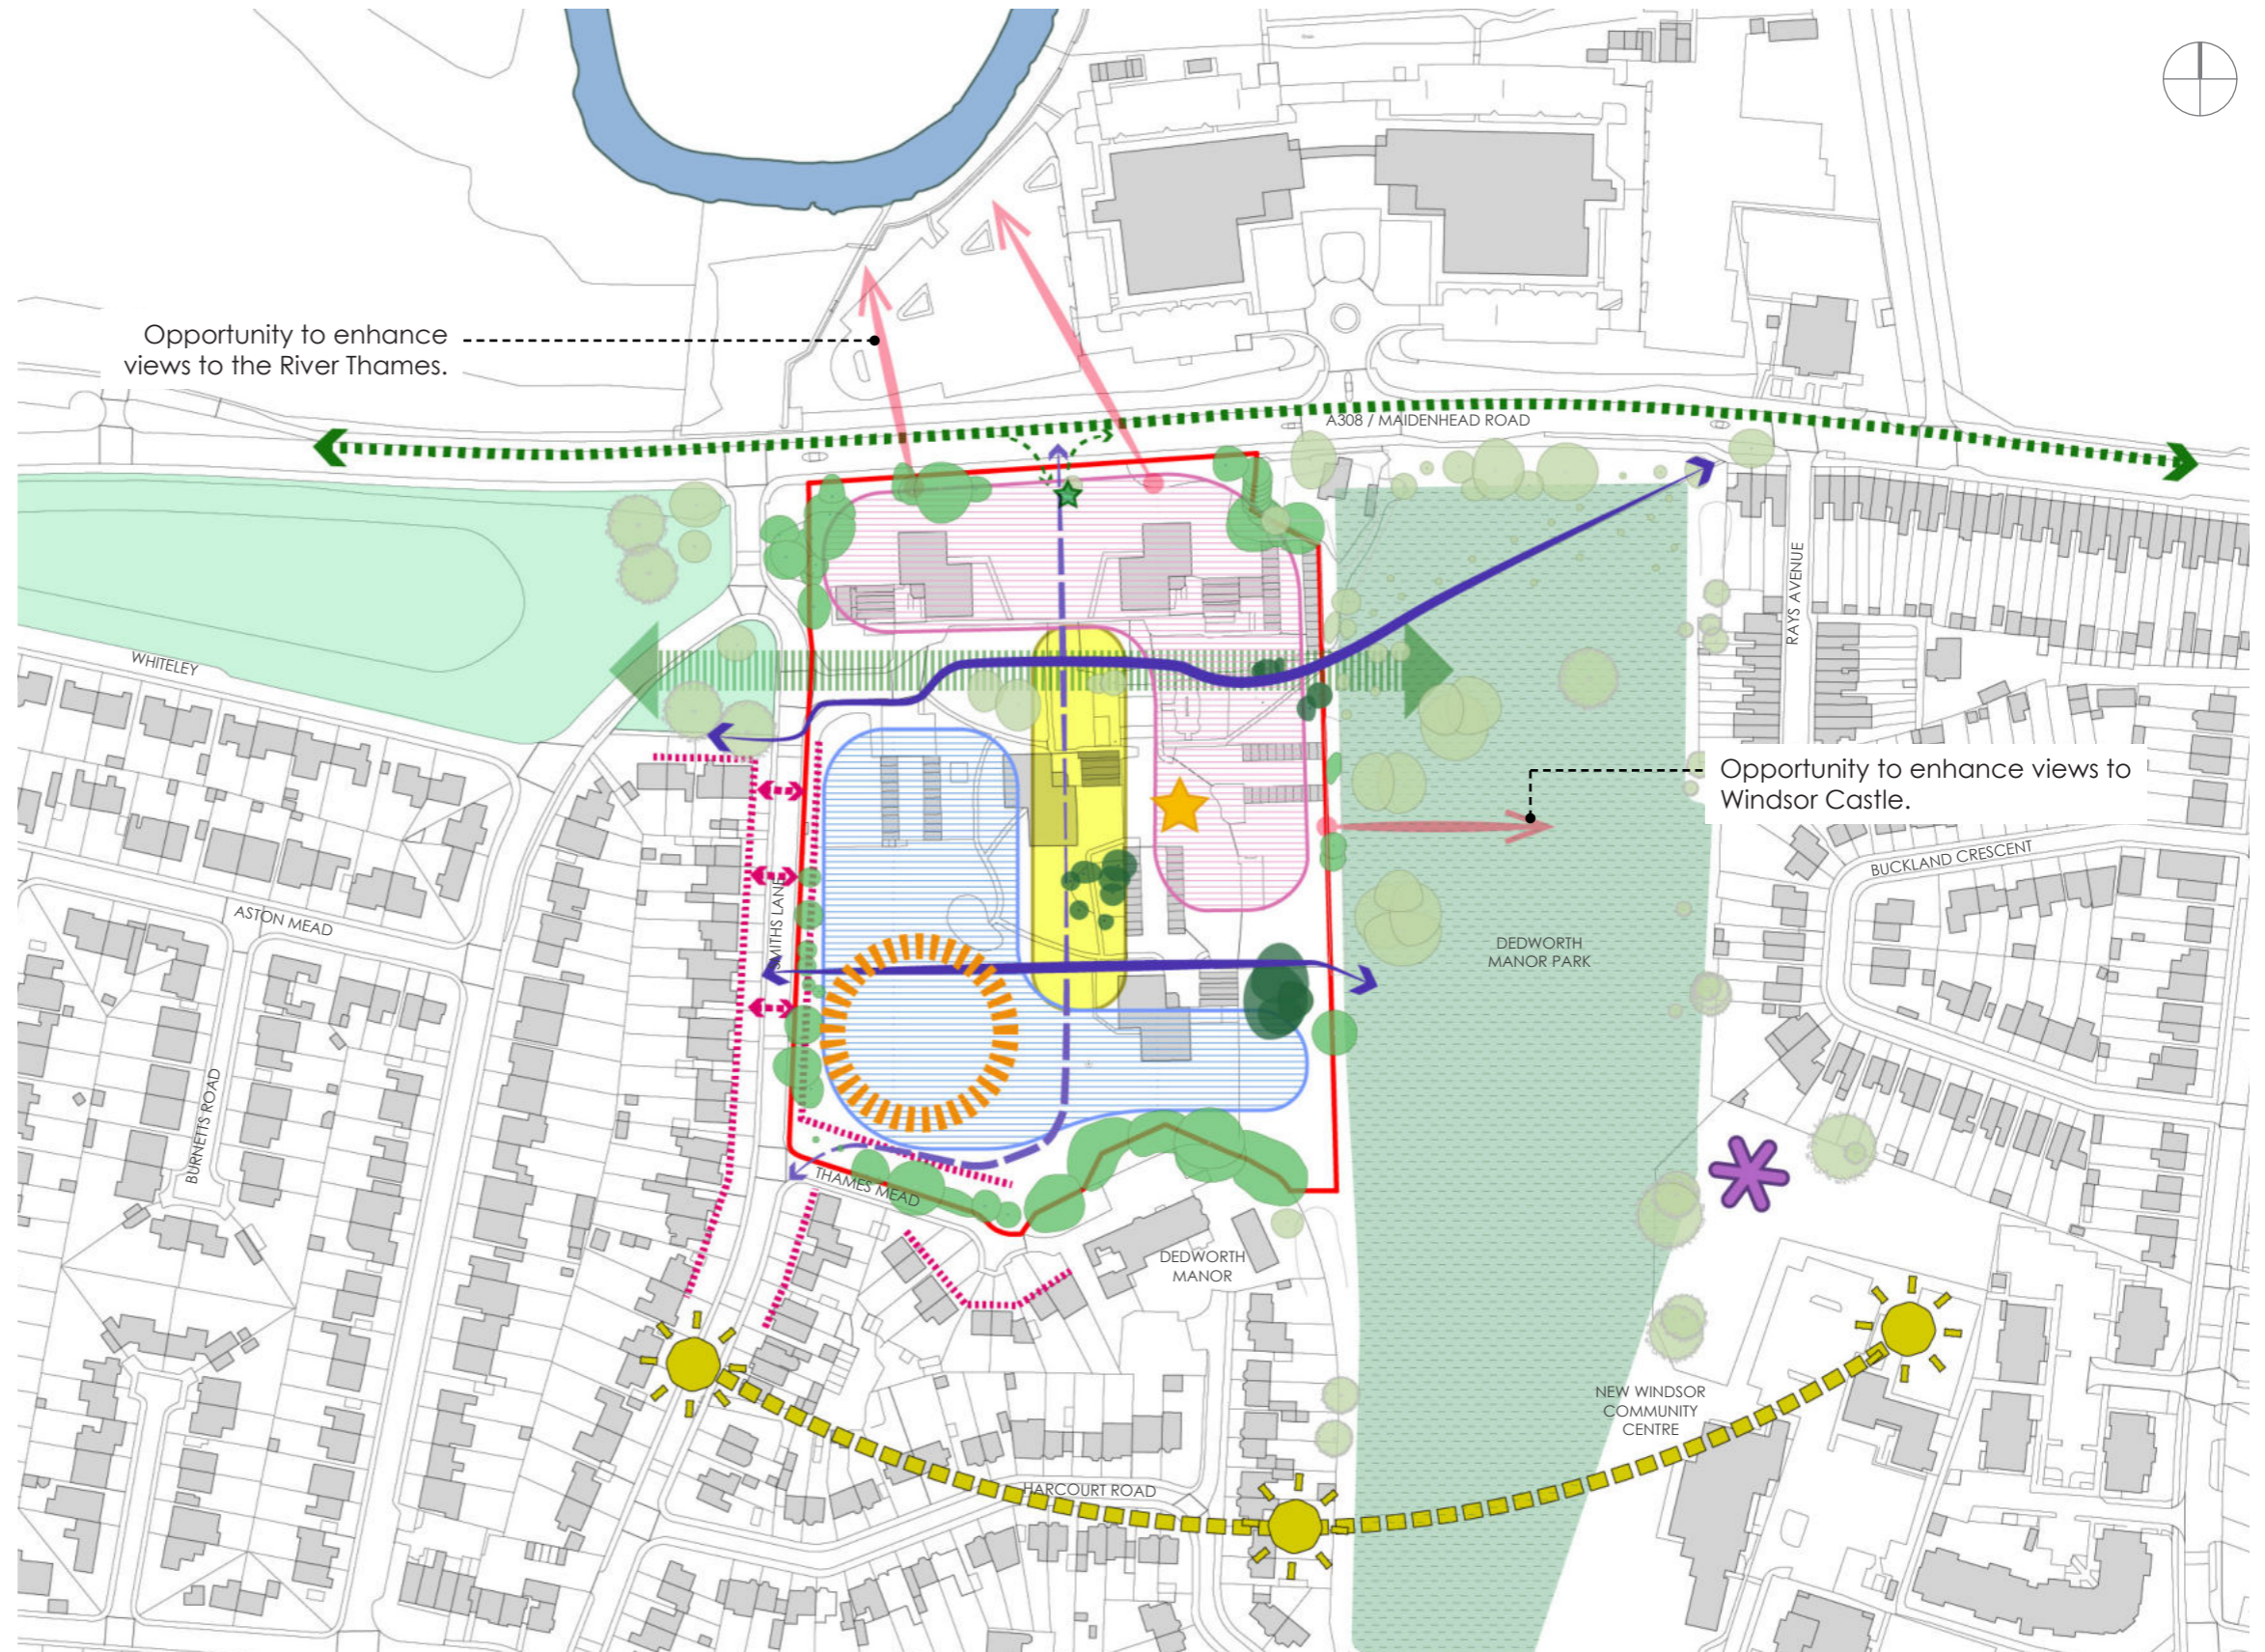 Opportunity to enhance
views to the River Thames.
A308 / MAIDENHEAD ROAD
RAYS AVENUE
WHITELEY
Opportunity to enhance views to
Windsor Castle.
BUCKLAND CRESCENT
ASTON MEAD
SMITHS LANE
DEDWORTH
MANOR PARK
BURNETTS ROAD
THAMES MEAD
DEDWORTH
MANOR
NEW WINDSOR
COMMUNITY
CENTRE
HARCOURT ROAD